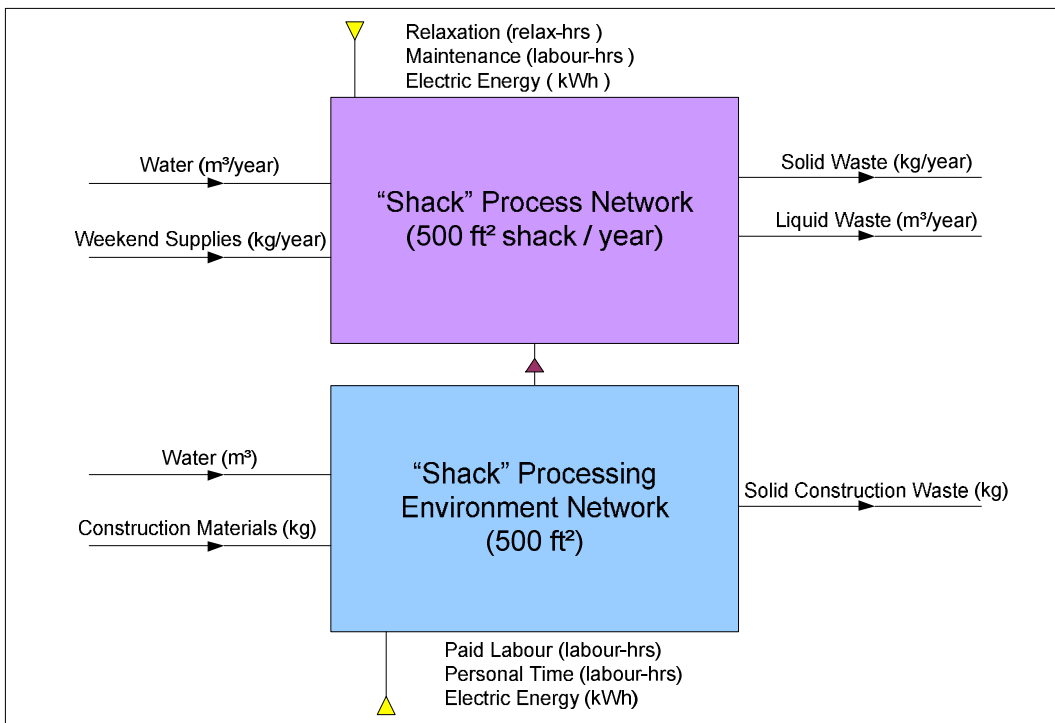 Relaxation (relax-hrs )
Maintenance (labour-hrs )
Electric Energy ( kWh )
Water (m³/year)
Weekend Supplies (kg/year)
“Shack” Process Network
(500 ft² shack / year)
Solid Waste (kg/year)
Liquid Waste (m³/year)
Water (m³)
Construction Materials (kg)
“Shack” Processing
Environment Network
(500 ft²)
Solid Construction Waste (kg)
Paid Labour (labour-hrs)
Personal Time (labour-hrs)
Electric Energy (kWh)